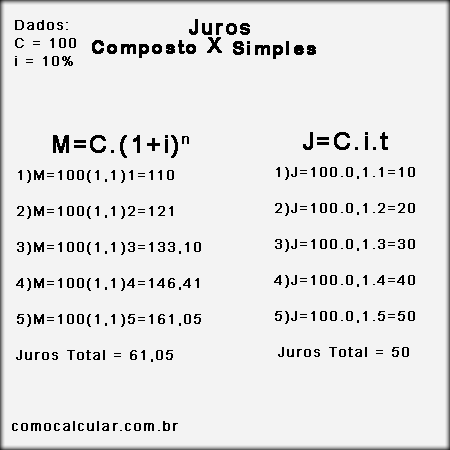 Dados:
C = 100
i = 10%
Juros
Composto X Simples
M=C.(1+i)ⁿ
1)M=100(1,1)1=110
2)M=100(1,1)2=121
3)M=100(1,1)3=133,10
4)M=100(1,1)4=146,41
5)M=100(1,1)5=161,05
Juros Total = 61,05
J=C.i.t
1)J=100.0,1.1=10
2)J=100.0,1.2=20
3)J=100.0,1.3=30
4)J=100.0,1.4=40
5)J=100.0,1.5=50
Juros Total = 50
comocalcular.com.br